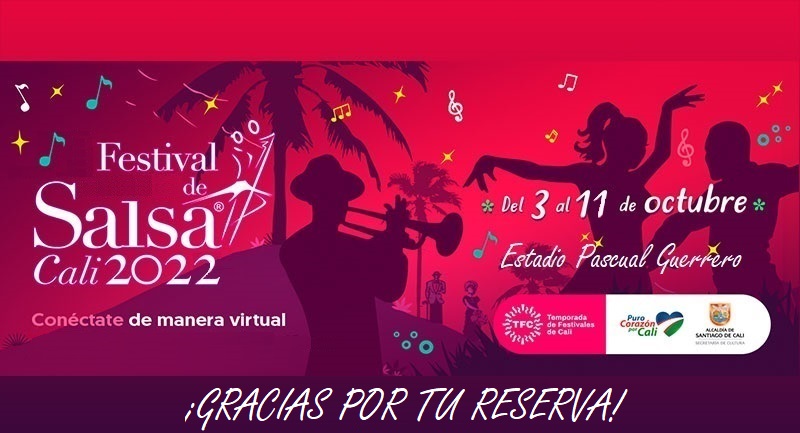 Festival
de
Salsa®
Cali 2022
Conéctate de manera virtual
* Del 3 al 11 de octubre *
Estadio Pascual Guerrero
TFC
Temporada
de Festivales
de Cali
Puro
Corazón
por Cali
ALCALDÍA DE
SANTIAGO DE CALI
SECRETARÍA DE CULTURA
¡GRACIAS POR TU RESERVA!